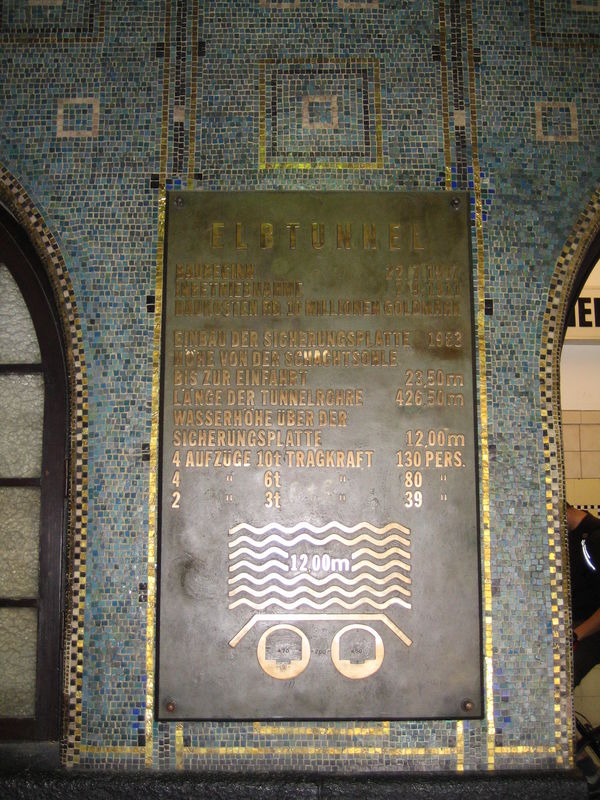 ELBTUNNEL
BAUBEGINN
INBETRIEBNAHME
BAUKOSTEN RD. 10 MILLIONEN GOLDMARK
EINBAU DER SICHERUNGSPLATTE 1983
HÖHE VON DER SCHACHTSOHLE
BIS ZUR EINFAHRT 23,50m
LÄNGE DER TUNNELRÖHRE 426,50m
WASSERHÖHE ÜBER DER
SICHERUNGSPLATTE 12,00m
4 AUFZÜGE 10t TRAGKRAFT 130 PERS.
4 " 6t " 80 "
2 " 3t " 39 "
12,00m